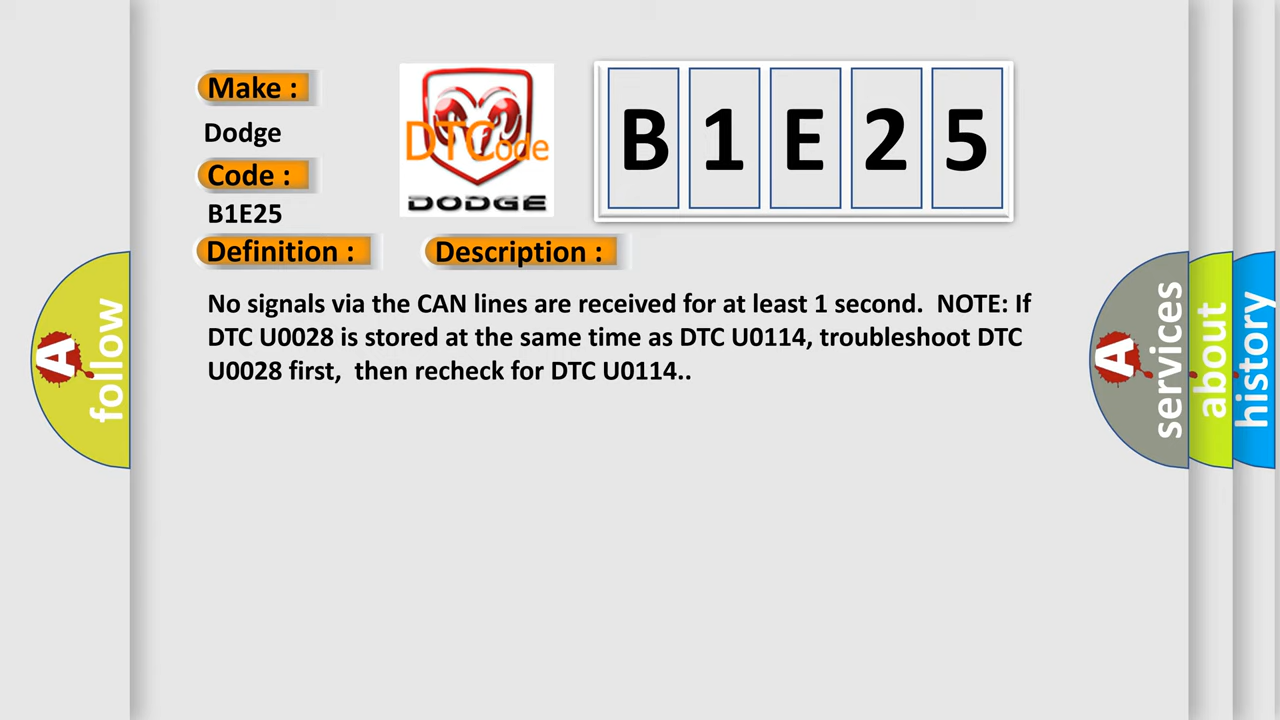 Make :
Dodge
Code :
B1E25
DTCode
DODGE
B1E25
Definition :
Description :
No signals via the CAN lines are received for at least 1 second. NOTE: If
DTC U0028 is stored at the same time as DTC U0114, troubleshoot DTC
U0028 first, then recheck for DTC U0114..
A
follow
A
services
about
history